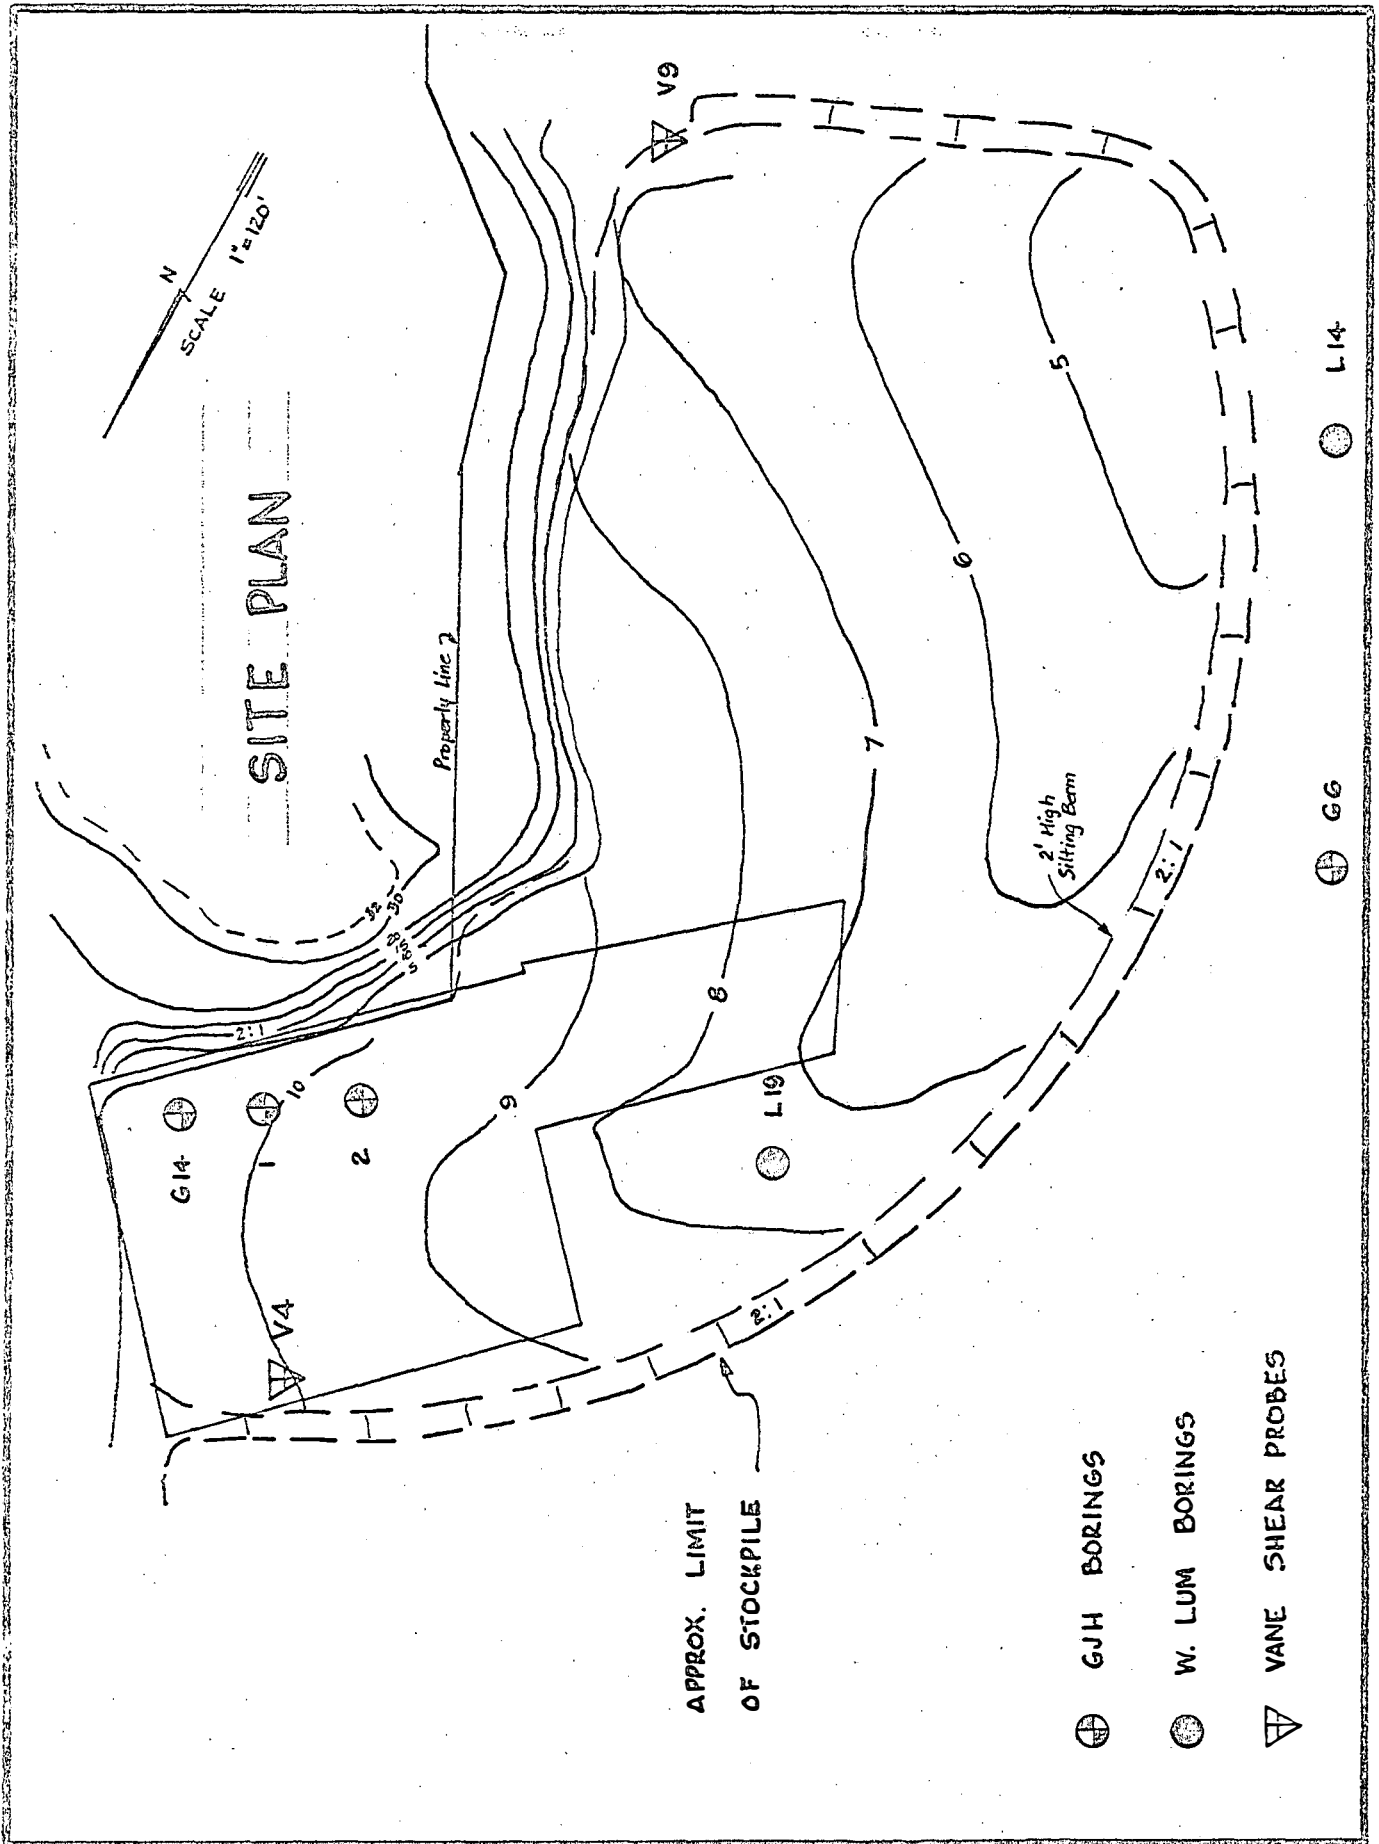 SITE PLAN
N
SCALE 1"=120'
Property Line
32
30
28
5
2:1
G14
1
10
2
V4
9
8
L19
7
6
5
V9
2' High
Silting Berm
2:1
2:1
APPROX. LIMIT
OF STOCKPILE
G6
L14
GJH BORINGS
W. LUM BORINGS
VANE SHEAR PROBES